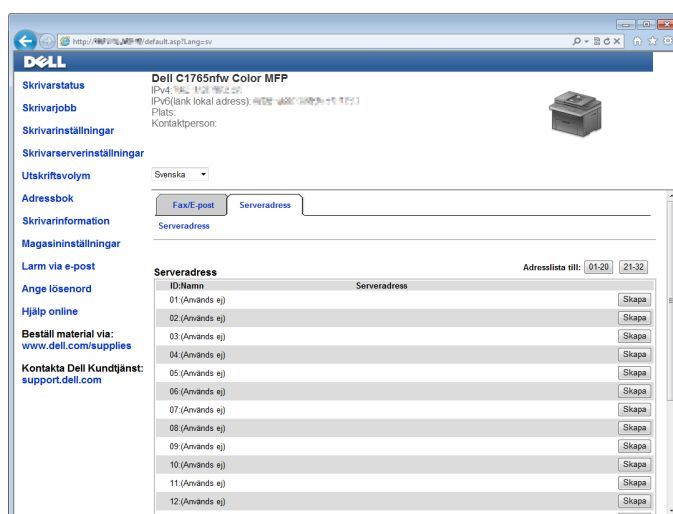 http://
/default.asp?Lang=sv
DELL
Dell C1765nfw Color MFP
IPv4:
IPv6(länk lokal adress):
Plats:
Kontaktperson:
Skrivarstatus
Skrivarjobb
Skrivarinställningar
Skrivarserverinställningar
Utskriftsvolym
Adressbok
Skrivarinformation
Magasininställningar
Larm via e-post
Ange lösenord
Hjälp online
Beställ material via:
www.dell.com/supplies
Kontakta Dell Kundtjänst:
support.dell.com
Svenska
Fax/E-post Serveradress
Serveradress
Serveradress Adresslista till: 01-20 21-32
ID:Namn Serveradress
01:(Används ej) Skapa
02:(Används ej) Skapa
03:(Används ej) Skapa
04:(Används ej) Skapa
05:(Används ej) Skapa
06:(Används ej) Skapa
07:(Används ej) Skapa
08:(Används ej) Skapa
09:(Används ej) Skapa
10:(Används ej) Skapa
11:(Används ej) Skapa
12:(Används ej) Skapa